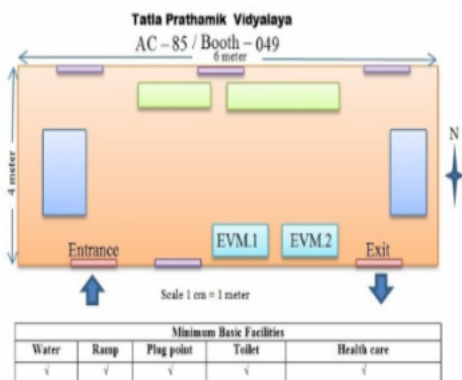 Tatla Prathamik Vidyalaya
AC – 85 / Booth – 049
6 meter
N
4 meter
EVM.1 EVM.2
Entrance Exit
Scale 1 cm = 1 meter
Minimum Basic Facilities
Water Ramp Plug point Toilet Health care
√ √ √ √ √